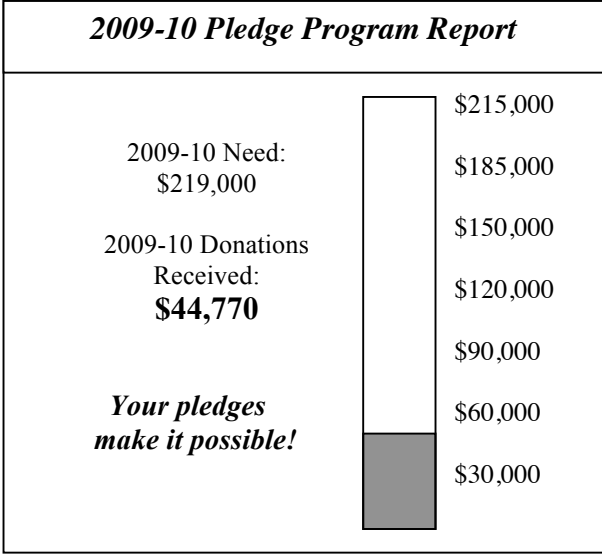 2009-10 Pledge Program Report
2009-10 Need:
$219,000
2009-10 Donations
Received:
$44,770
Your pledges
make it possible!
$215,000
$185,000
$150,000
$120,000
$90,000
$60,000
$30,000